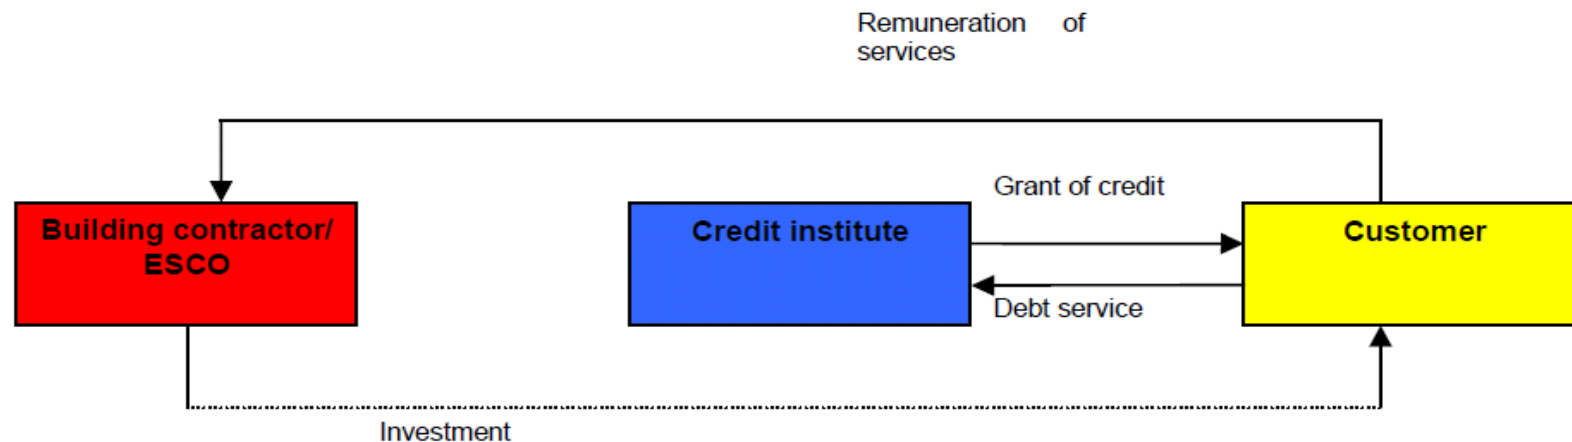 Remuneration of
services
Grant of credit
Building contractor/
ESCO
Credit institute
Customer
Debt service
Investment